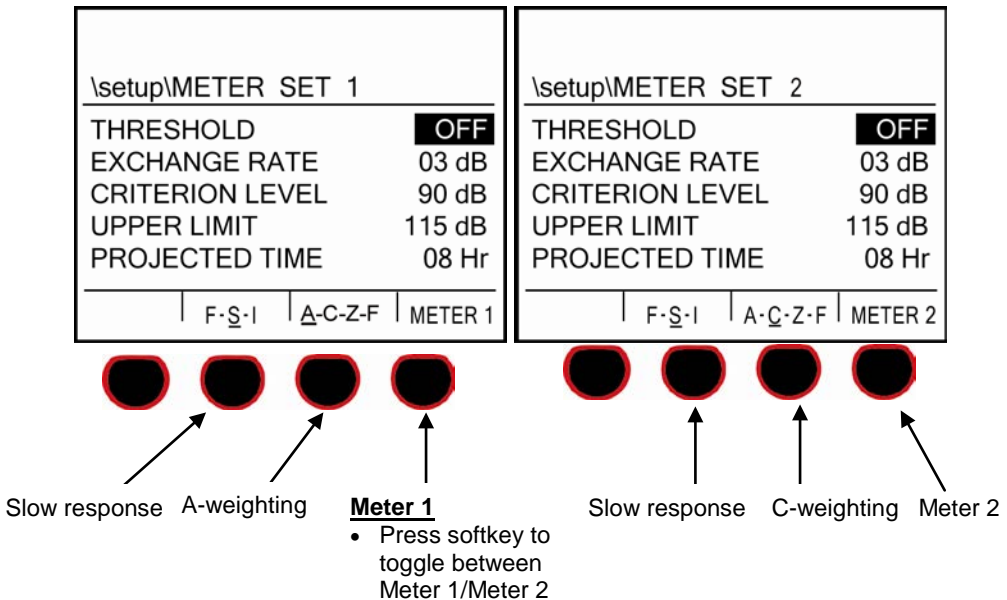 \setup\METER SET 1
THRESHOLD OFF
EXCHANGE RATE 03 dB
CRITERION LEVEL 90 dB
UPPER LIMIT 115 dB
PROJECTED TIME 08 Hr
F-S-I A-C-Z-F METER 1
\setup\METER SET 2
THRESHOLD OFF
EXCHANGE RATE 03 dB
CRITERION LEVEL 90 dB
UPPER LIMIT 115 dB
PROJECTED TIME 08 Hr
F-S-I A-C-Z-F METER 2
Slow response
A-weighting
Meter 1
• Press softkey to
toggle between
Meter 1/Meter 2
Slow response
C-weighting
Meter 2